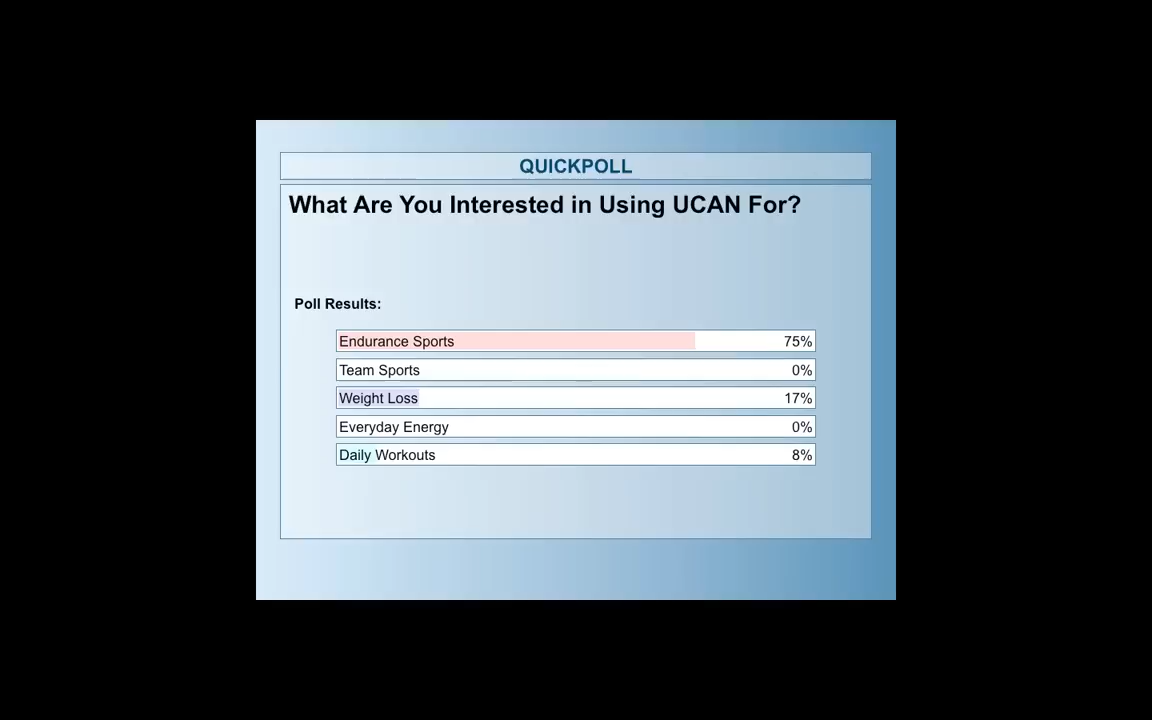 QUICKPOLL
What Are You Interested in Using UCAN For?
Poll Results:
Endurance Sports 75%
Team Sports 0%
Weight Loss 17%
Everyday Energy 0%
Daily Workouts 8%